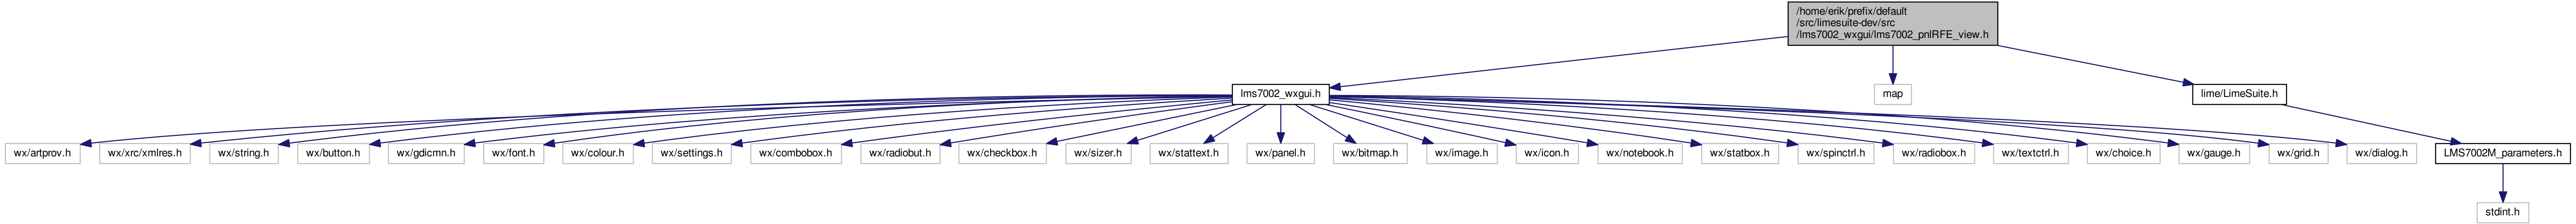 /home/erik/prefix/default
/src/limesuite-dev/src
/lms7002_wxgui/lms7002_pnlRFE_view.h
lms7002_wxgui.h
map
lime/LimeSuite.h
wx/artprov.h
wx/xrc/xmlres.h
wx/string.h
wx/button.h
wx/gdicmn.h
wx/font.h
wx/colour.h
wx/settings.h
wx/combobox.h
wx/radiobut.h
wx/checkbox.h
wx/sizer.h
wx/stattext.h
wx/panel.h
wx/bitmap.h
wx/image.h
wx/icon.h
wx/notebook.h
wx/statbox.h
wx/spinctrl.h
wx/radiobox.h
wx/textctrl.h
wx/choice.h
wx/gauge.h
wx/grid.h
wx/dialog.h
LMS7002M_parameters.h
stdint.h